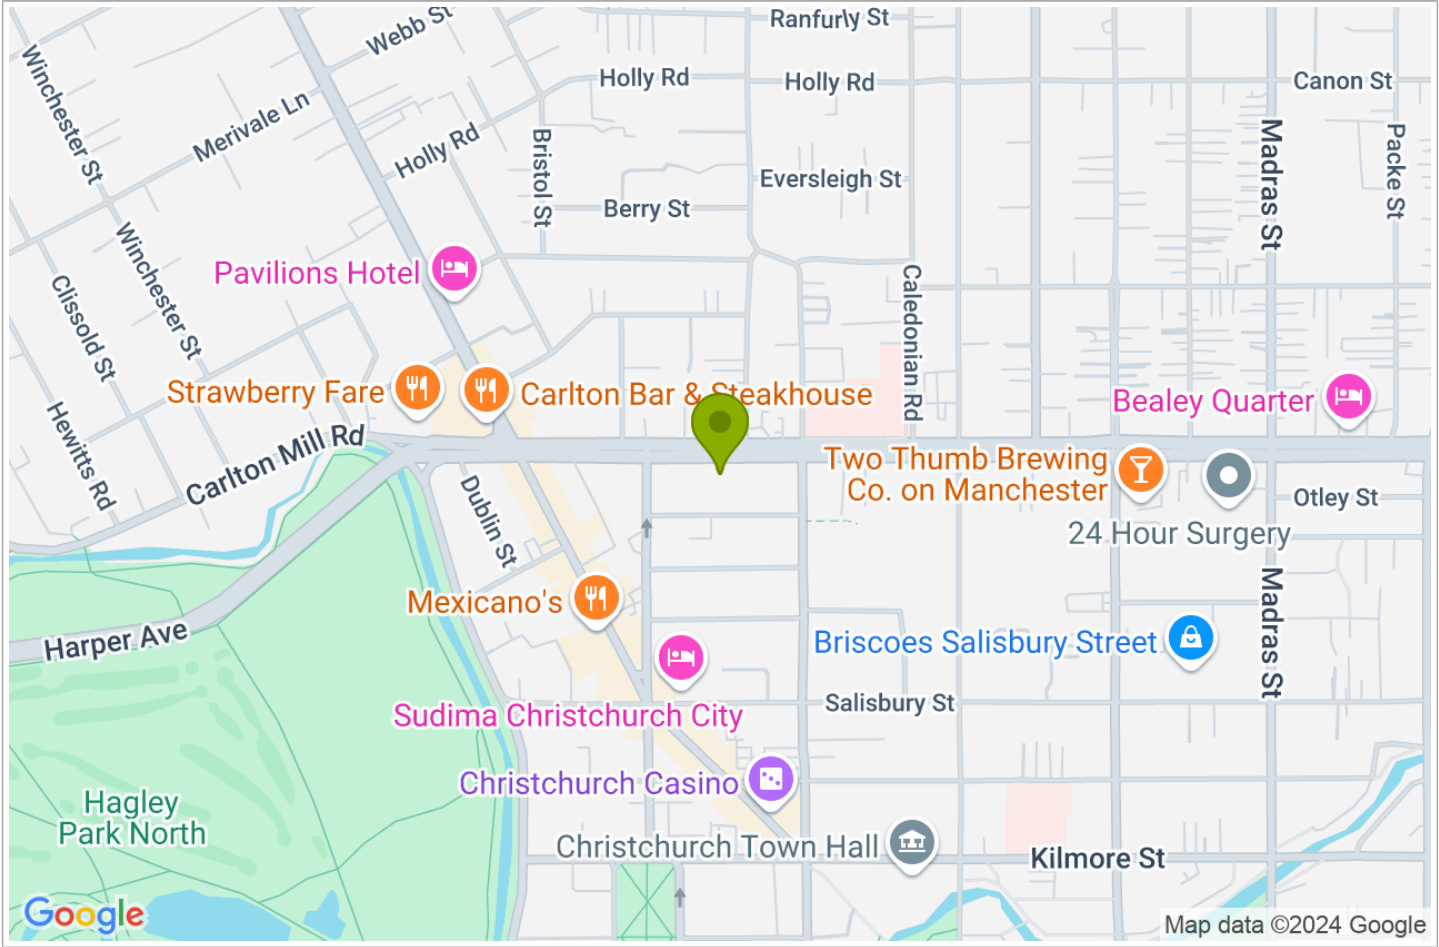 Ranfurly St
Webb St
Winchester St
Holly Rd
Holly Rd
Canon St
Merivale Ln
Holly Rd
Bristol St
Madras St
Packe St
Eversleigh St
Berry St
Winchester St
Pavilions Hotel
Clissold St
Caledonian Rd
Strawberry Fare
Carlton Bar & Steakhouse
Bealey Quarter
Hewitts Rd
Carlton Mill Rd
Two Thumb Brewing
Co. on Manchester
Dublin St
Otley St
24 Hour Surgery
Mexicano's
Madras St
Harper Ave
Briscoes Salisbury Street
Salisbury St
Sudima Christchurch City
Christchurch Casino
Hagley
Park North
Christchurch Town Hall
Kilmore St
Google
Map data ©2024 Google